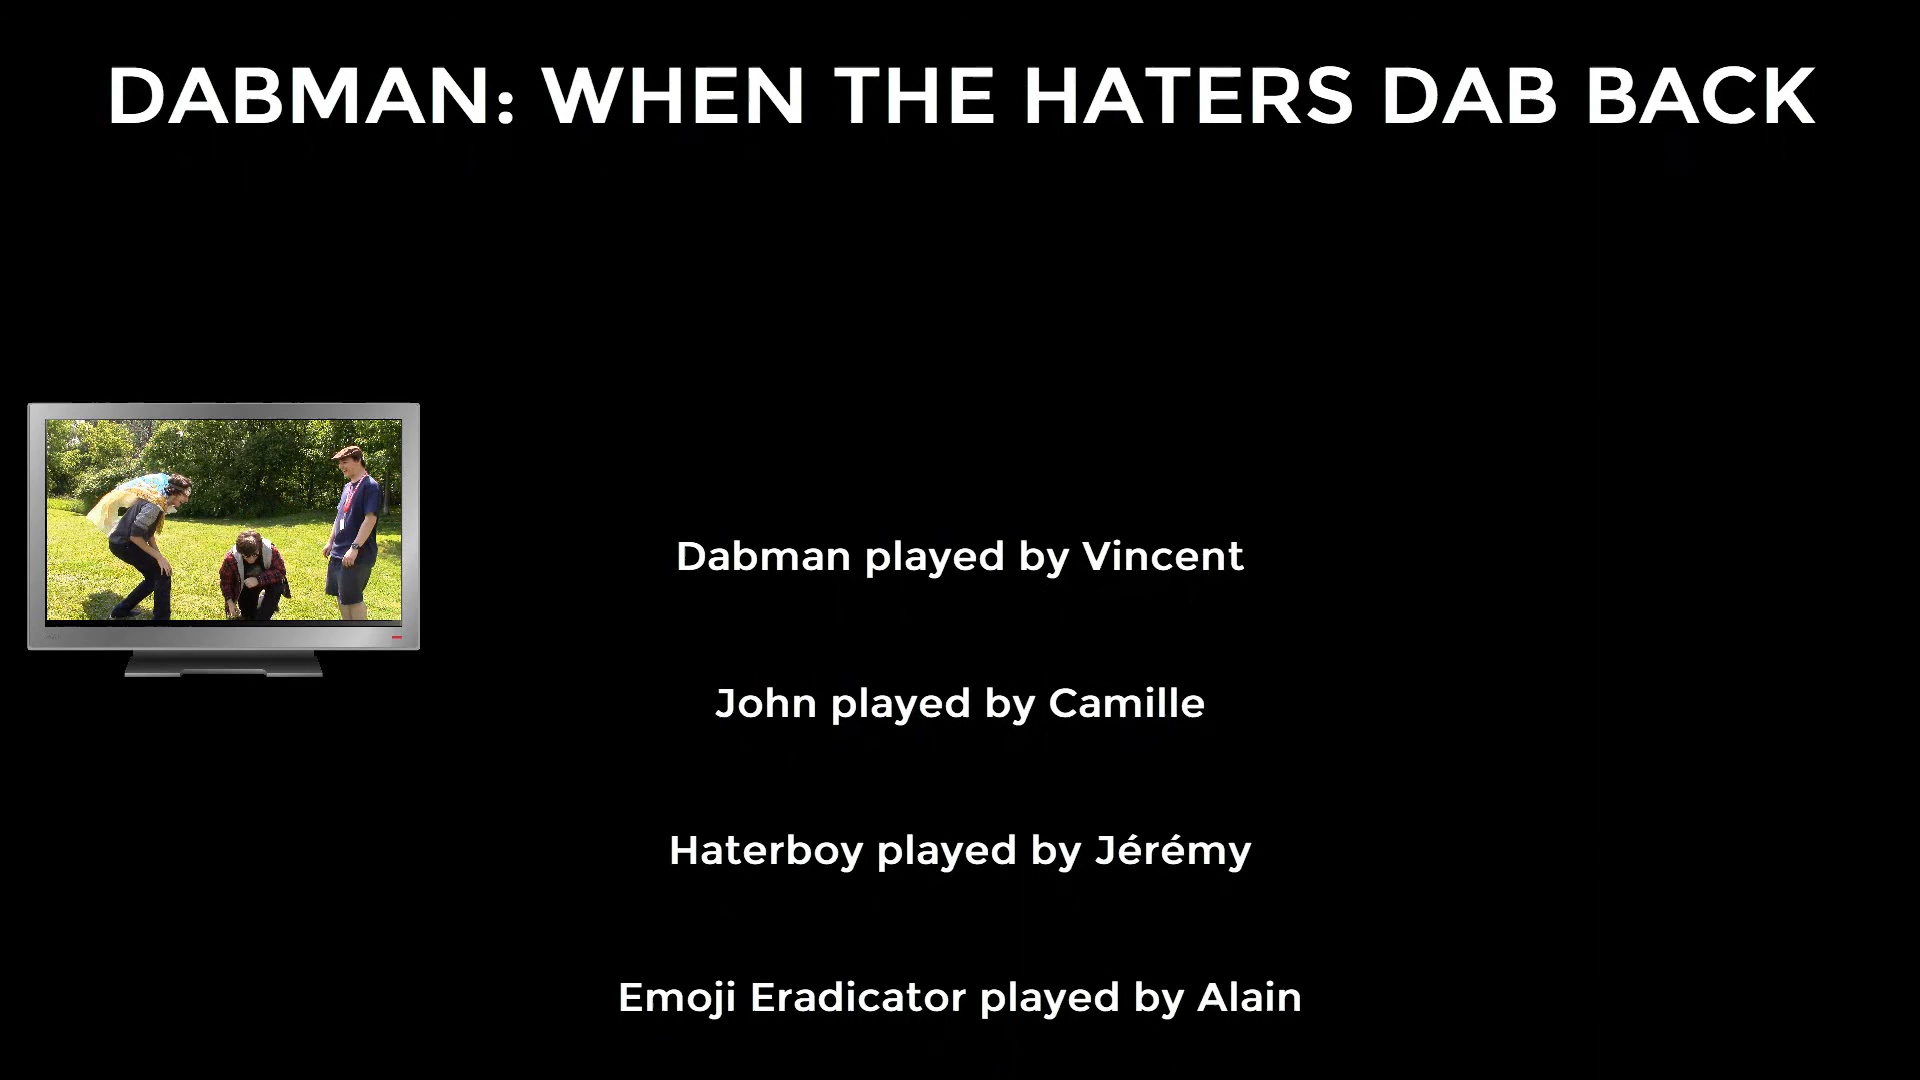 DABMAN: WHEN THE HATERS DAB BACK
Dabman played by Vincent
John played by Camille
Haterboy played by Jérémy
Emoji Eradicator played by Alain